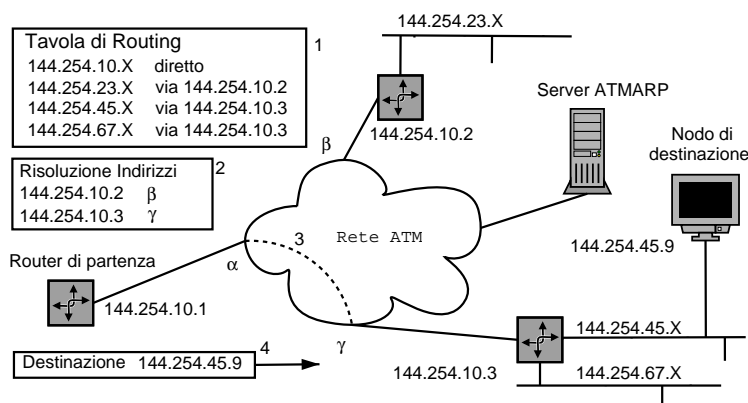 144.254.23.X
Tavola di Routing
1
144.254.10.X diretto
144.254.23.X via 144.254.10.2
144.254.45.X via 144.254.10.3
144.254.67.X via 144.254.10.3
Server ATMARP
144.254.10.2
Nodo di
destinazione
β
Risoluzione Indirizzi
2
144.254.10.2 β
144.254.10.3 γ
3
Rete ATM
144.254.45.9
Router di partenza
α
144.254.10.1
144.254.45.X
γ
4
Destinazione 144.254.45.9
144.254.10.3
144.254.67.X